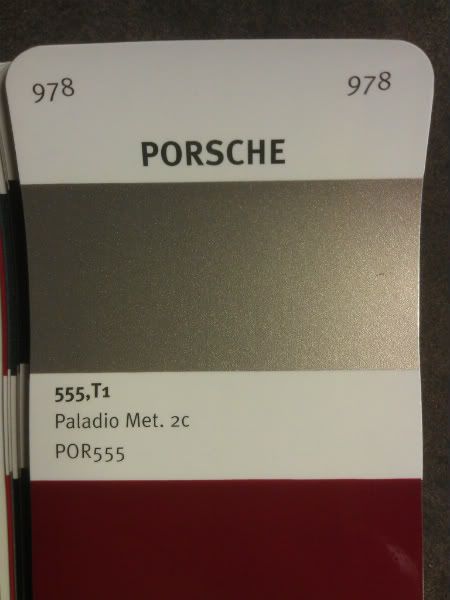 978 978
PORSCHE
555,T1
Paladio Met. 2c
POR555